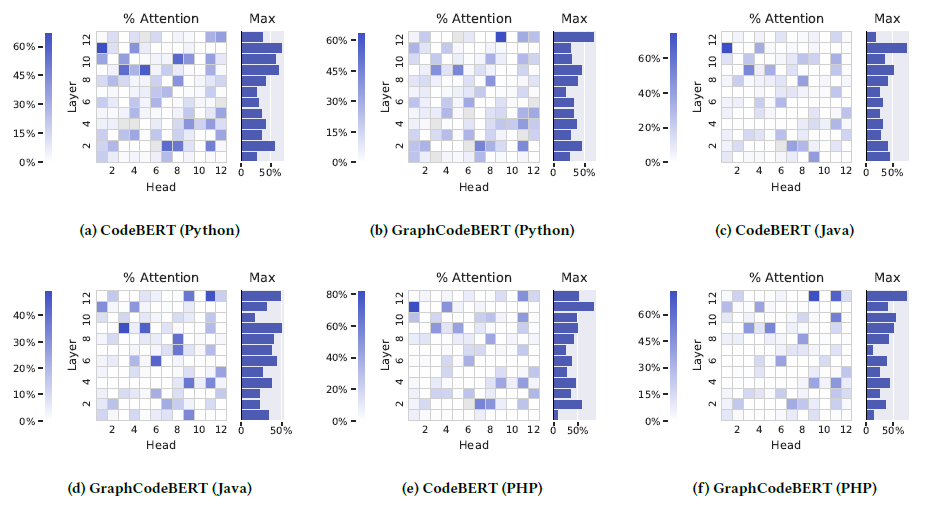 % Attention Max
60%
45%
30%
15%
0%
Layer
12
10
8
6
4
2
2 4 6 8 10 12
Head
0 50%
(a) CodeBERT (Python)
% Attention Max
60%
45%
30%
15%
0%
Layer
12
10
8
6
4
2
2 4 6 8 10 12
Head
0 50%
(b) GraphCodeBERT (Python)
% Attention Max
60%
40%
20%
0%
Layer
12
10
8
6
4
2
2 4 6 8 10 12
Head
0 50%
(c) CodeBERT (Java)
% Attention Max
40%
30%
20%
10%
0%
Layer
12
10
8
6
4
2
2 4 6 8 10 12
Head
0 50%
(d) GraphCodeBERT (Java)
% Attention Max
80%
60%
40%
20%
0%
Layer
12
10
8
6
4
2
2 4 6 8 10 12
Head
0 50%
(e) CodeBERT (PHP)
% Attention Max
60%
45%
30%
15%
0%
Layer
12
10
8
6
4
2
2 4 6 8 10 12
Head
0 50%
(f) GraphCodeBERT (PHP)